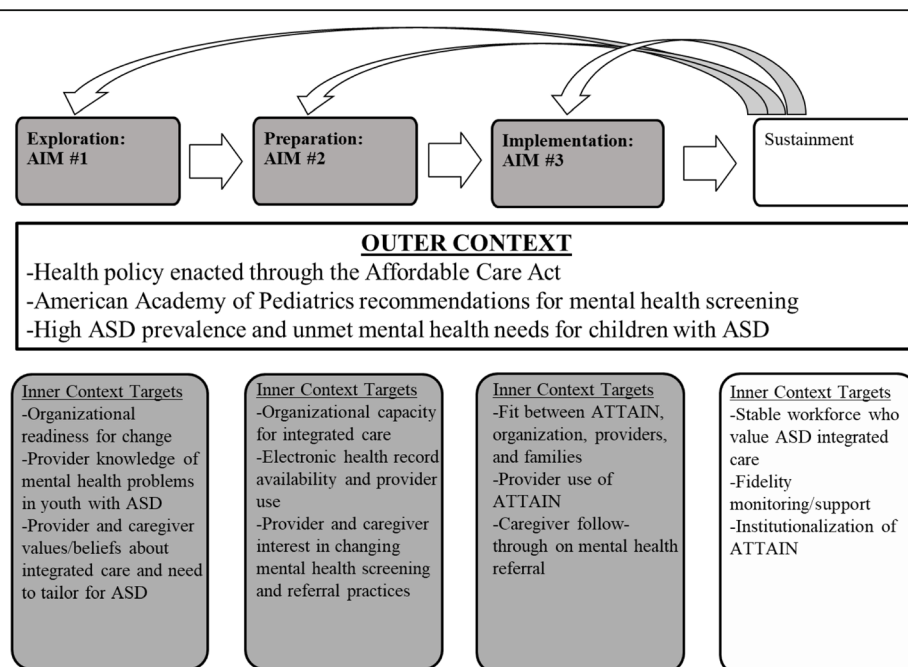 Exploration:
AIM #1
Preparation:
AIM #2
Implementation:
AIM #3
Sustainment
OUTER CONTEXT
-Health policy enacted through the Affordable Care Act
-American Academy of Pediatrics recommendations for mental health screening
-High ASD prevalence and unmet mental health needs for children with ASD
Inner Context Targets
-Organizational
readiness for change
-Provider knowledge of
mental health problems
in youth with ASD
-Provider and caregiver
values/beliefs about
integrated care and need
to tailor for ASD
Inner Context Targets
-Organizational capacity
for integrated care
-Electronic health record
availability and provider
use
-Provider and caregiver
interest in changing
mental health screening
and referral practices
Inner Context Targets
-Fit between ATTAIN,
organization, providers,
and families
-Provider use of
ATTAIN
-Caregiver follow-
through on mental health
referral
Inner Context Targets
-Stable workforce who
value ASD integrated
care
-Fidelity
monitoring/support
-Institutionalization of
ATTAIN